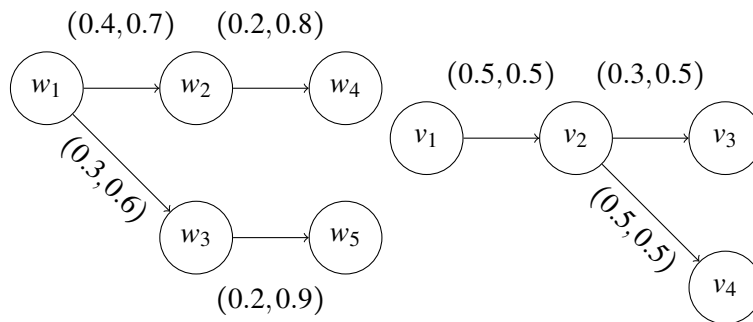 (0.4, 0.7) (0.2, 0.8)
w1 w2 w4
(0.3, 0.6)
w3 w5
(0.2, 0.9)
(0.5, 0.5) (0.3, 0.5)
v1 v2 v3
(0.5, 0.5)
v4